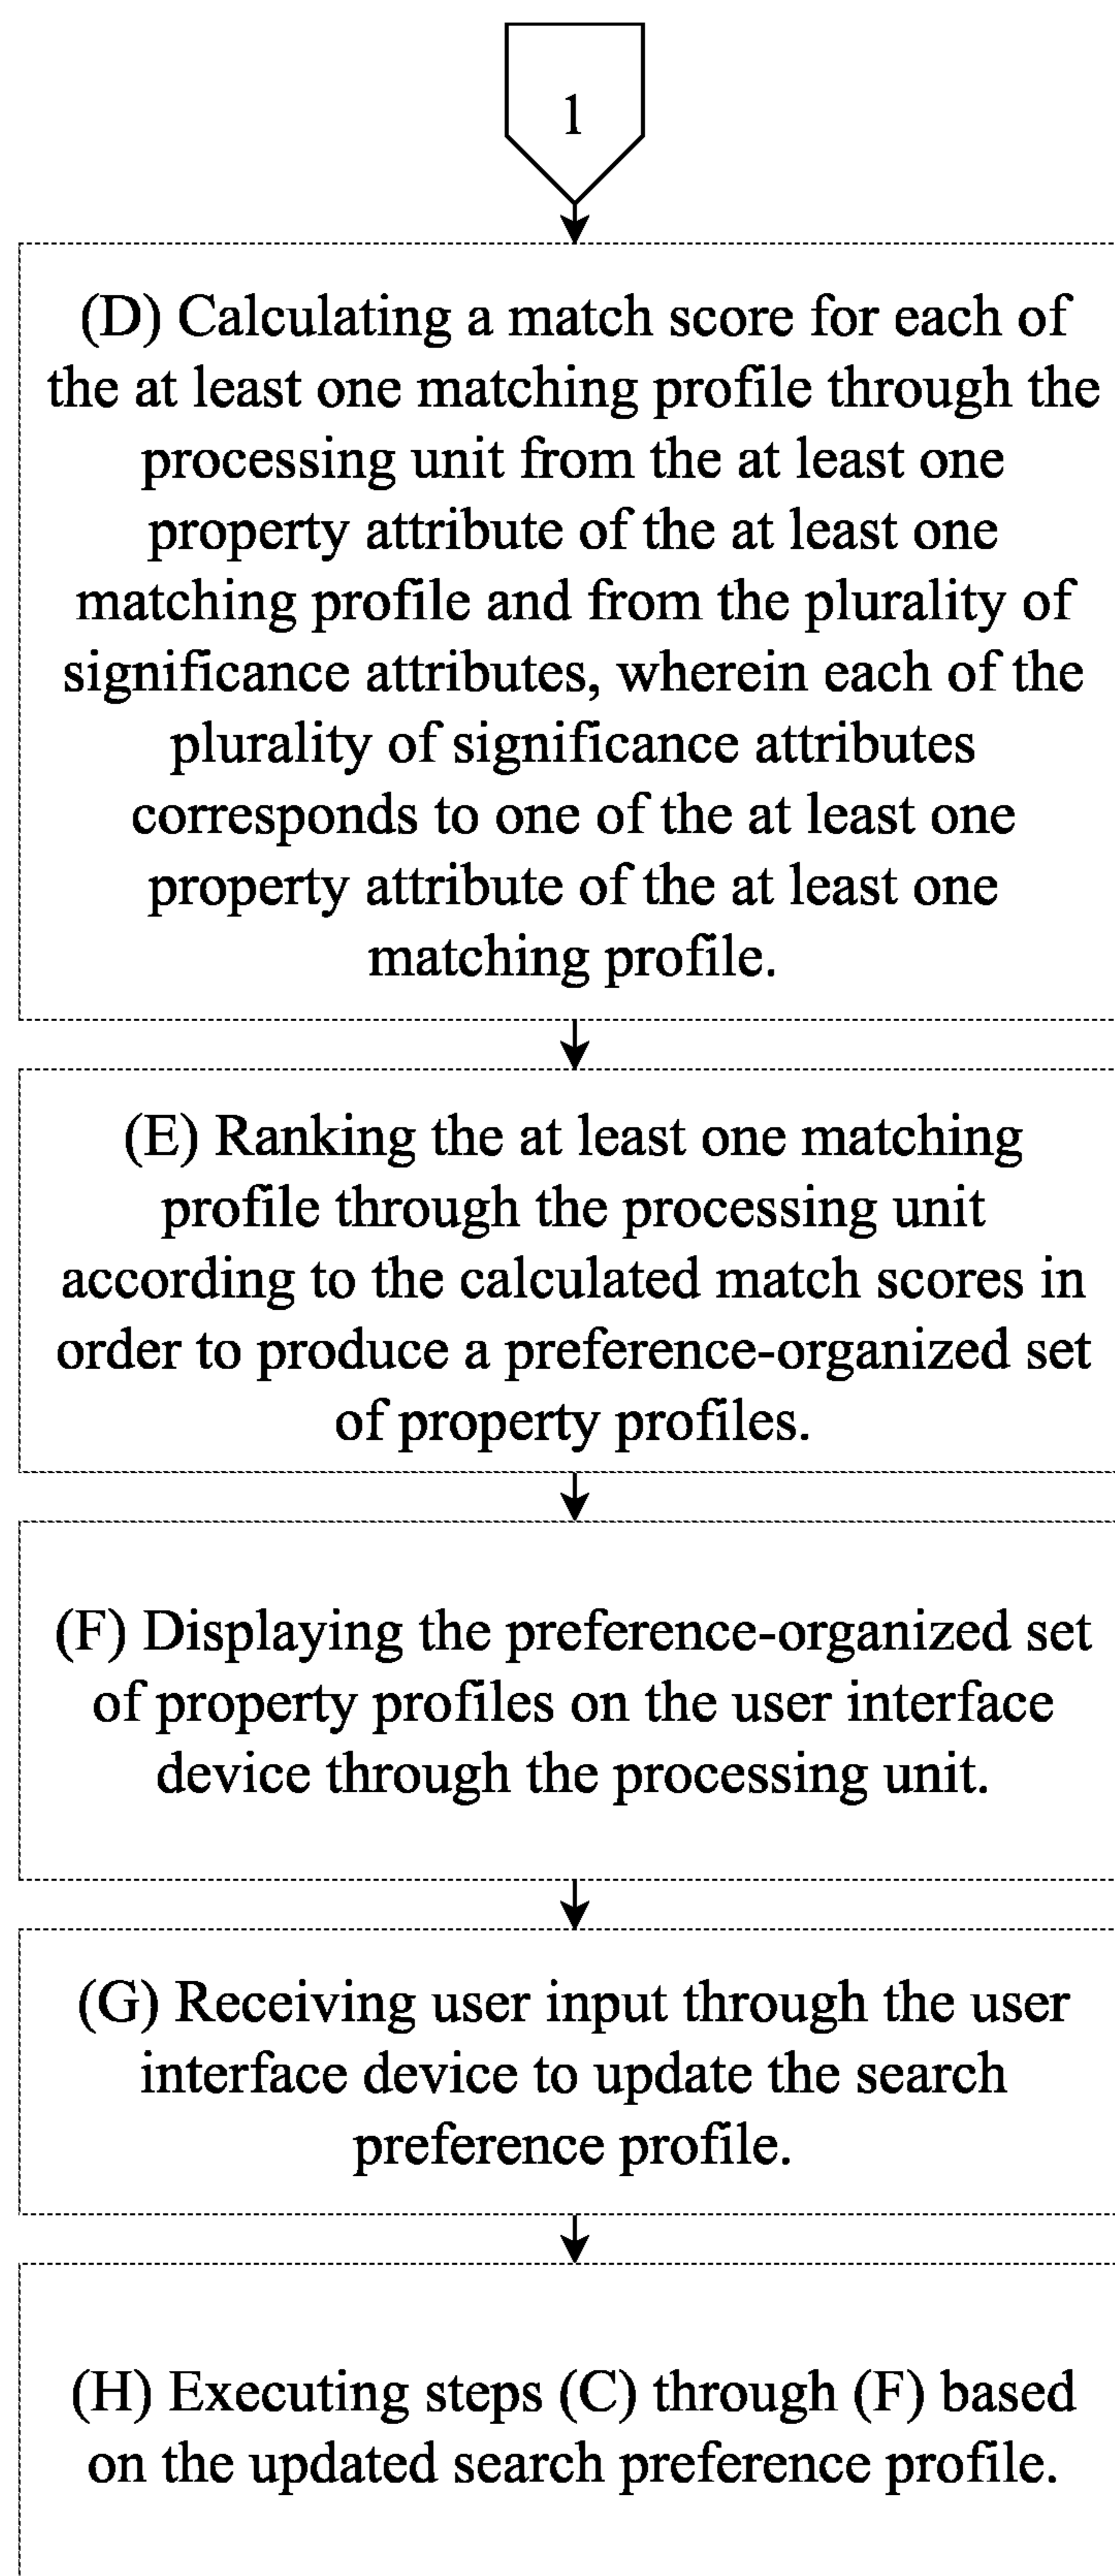 1
(D) Calculating a match score for each of
the at least one matching profile through the
processing unit from the at least one
property attribute of the at least one
matching profile and from the plurality of
significance attributes, wherein each of the
plurality of significance attributes
corresponds to one of the at least one
property attribute of the at least one
matching profile.
(E) Ranking the at least one matching
profile through the processing unit
according to the calculated match scores in
order to produce a preference-organized set
of property profiles.
(F) Displaying the preference-organized set
of property profiles on the user interface
device through the processing unit.
(G) Receiving user input through the user
interface device to update the search
preference profile.
(H) Executing steps (C) through (F) based
on the updated search preference profile.